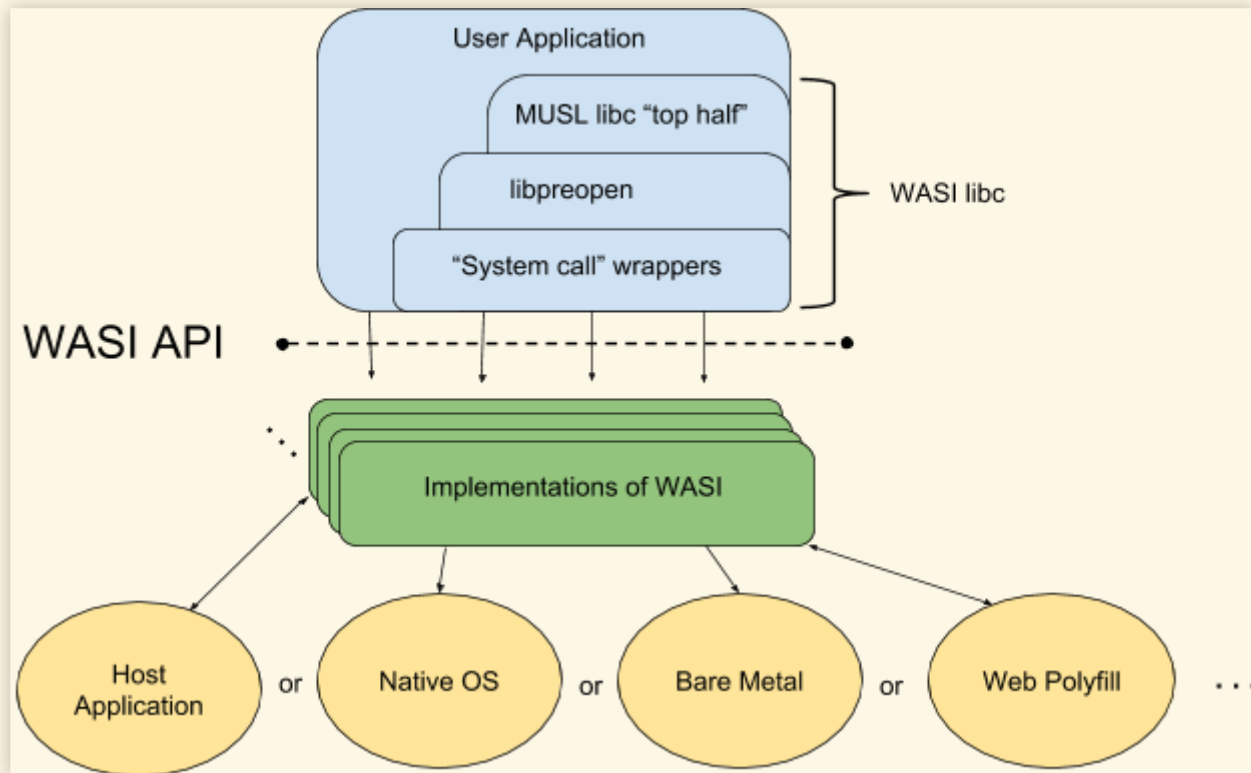 User Application
MUSL libc “top half”
libpreopen
WASI libc
“System call” wrappers
WASI API
Implementations of WASI
Host
Application
or
Native OS
or
Bare Metal
or
Web Polyfill
. . .